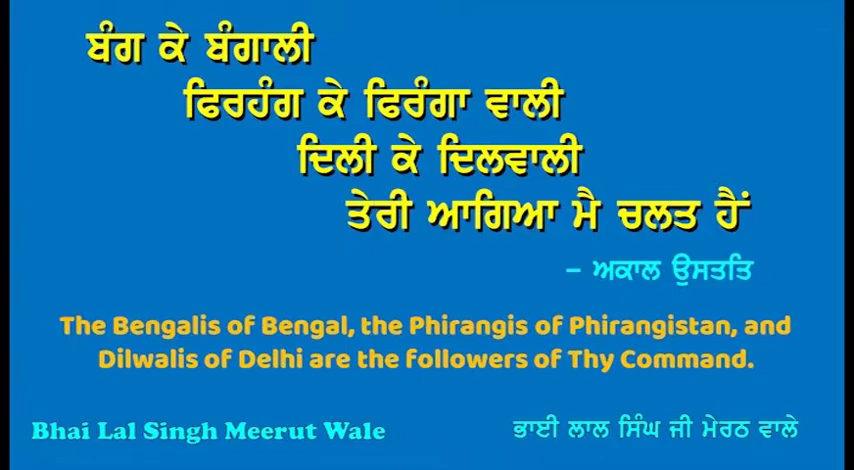 ਬੰਗ ਕੇ ਬੰਗਾਲੀ
ਫਿਰਹੰਗ ਕੇ ਫਿਰੰਗਾ ਵਾਲੀ
ਦਿਲੀ ਕੇ ਦਿਲਵਾਲੀ
ਤੇਰੀ ਆਗਿਆ ਮੈ ਚਲਤ ਹੈਂ
– ਅਕਾਲ ਉਸਤਤਿ
The Bengalis of Bengal, the Phirangis of Phirangistan, and
Dilwalis of Delhi are the followers of Thy Command.
Bhai Lal Singh Meerut Wale
ਭਾਈ ਲਾਲ ਸਿੰਘ ਜੀ ਮੇਰਠ ਵਾਲੇ